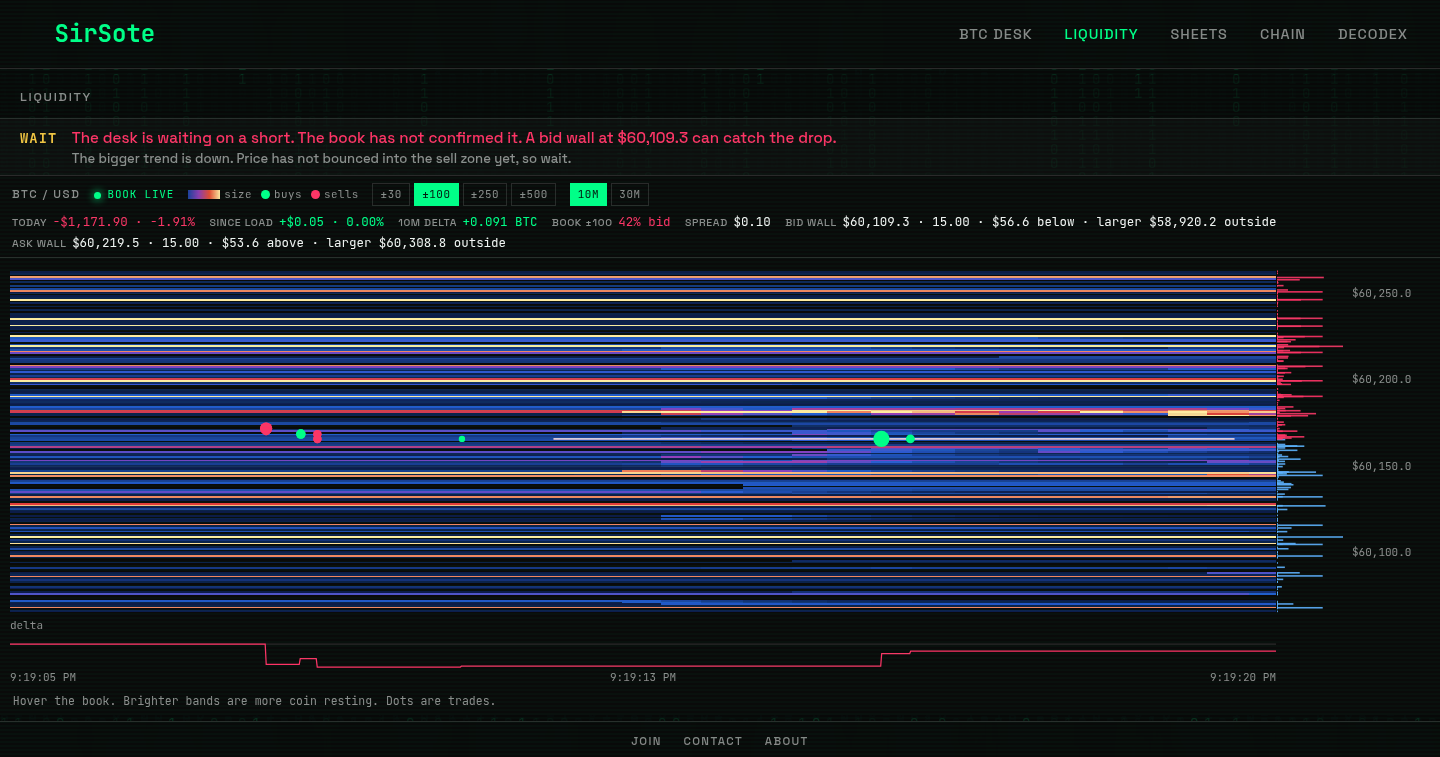 SirSote
BTC DESK LIQUIDITY SHEETS CHAIN DECODEX
LIQUIDITY
WAIT The desk is waiting on a short. The book has not confirmed it. A bid wall at $60,109.3 can catch the drop.
The bigger trend is down. Price has not bounced into the sell zone yet, so wait.
BTC / USD BOOK LIVE size buys sells ±30 ±100 ±250 ±500 10M 30M
TODAY -$1,171.90 · -1.91% SINCE LOAD +$0.05 · 0.00% 10M DELTA +0.091 BTC BOOK ±100 42% bid SPREAD $0.10 BID WALL $60,109.3 · 15.00 · $56.6 below · larger $58,920.2 outside
ASK WALL $60,219.5 · 15.00 · $53.6 above · larger $60,308.8 outside
$60,250.0
$60,200.0
$60,150.0
$60,100.0
delta
9:19:05 PM 9:19:13 PM 9:19:20 PM
Hover the book. Brighter bands are more coin resting. Dots are trades.
JOIN CONTACT ABOUT